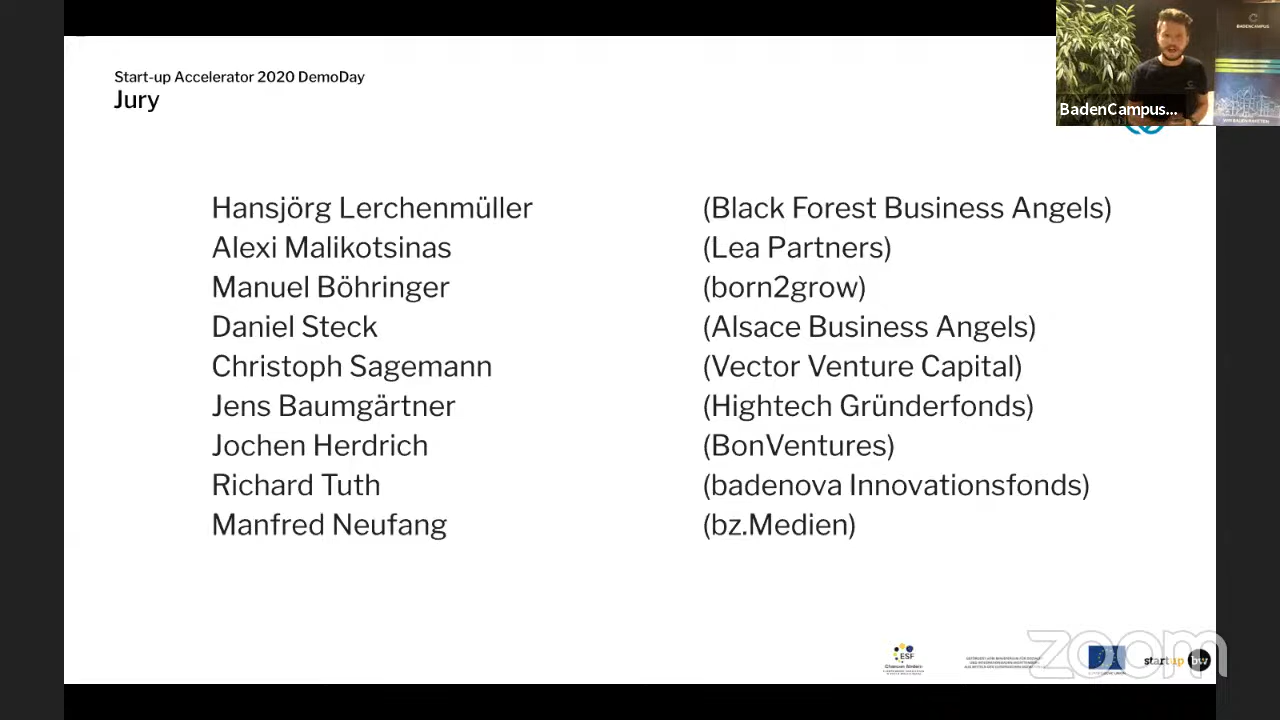 Start-up Accelerator 2020 DemoDay
Jury
BADENCAMPUS
BadenCampus...
Hansjörg Lerchenmüller (Black Forest Business Angels)
Alexi Malikotsinas (Lea Partners)
Manuel Böhringer (born2grow)
Daniel Steck (Alsace Business Angels)
Christoph Sagemann (Vector Venture Capital)
Jens Baumgärtner (Hightech Gründerfonds)
Jochen Herdrich (BonVentures)
Richard Tuth (badenova Innovationsfonds)
Manfred Neufang (bz.Medien)
ESF
startup bw
zoom